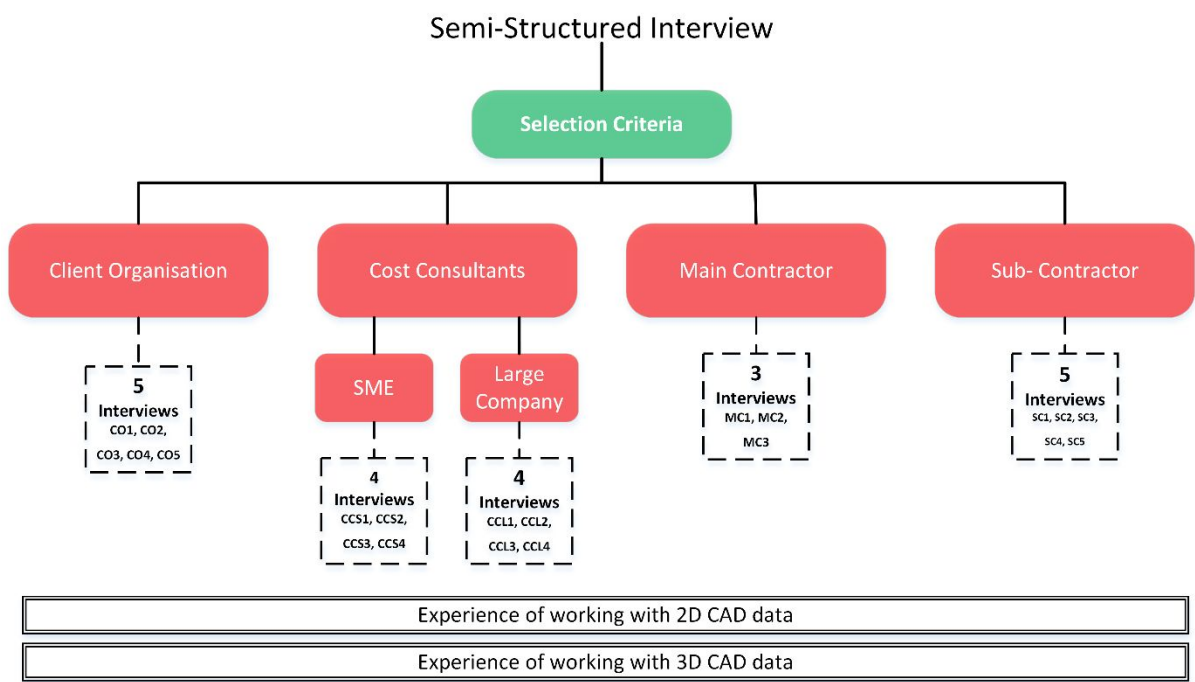 Semi-Structured Interview
Selection Criteria
Client Organisation
Cost Consultants
Main Contractor
Sub- Contractor
5
Interviews
CO1, CO2,
CO3, CO4, CO5
SME
Large
Company
3
Interviews
MC1, MC2,
MC3
5
Interviews
SC1, SC2, SC3,
SC4, SC5
4
Interviews
CCS1, CCS2,
CCS3, CCS4
4
Interviews
CCL1, CCL2,
CCL3, CCL4
Experience of working with 2D CAD data
Experience of working with 3D CAD data